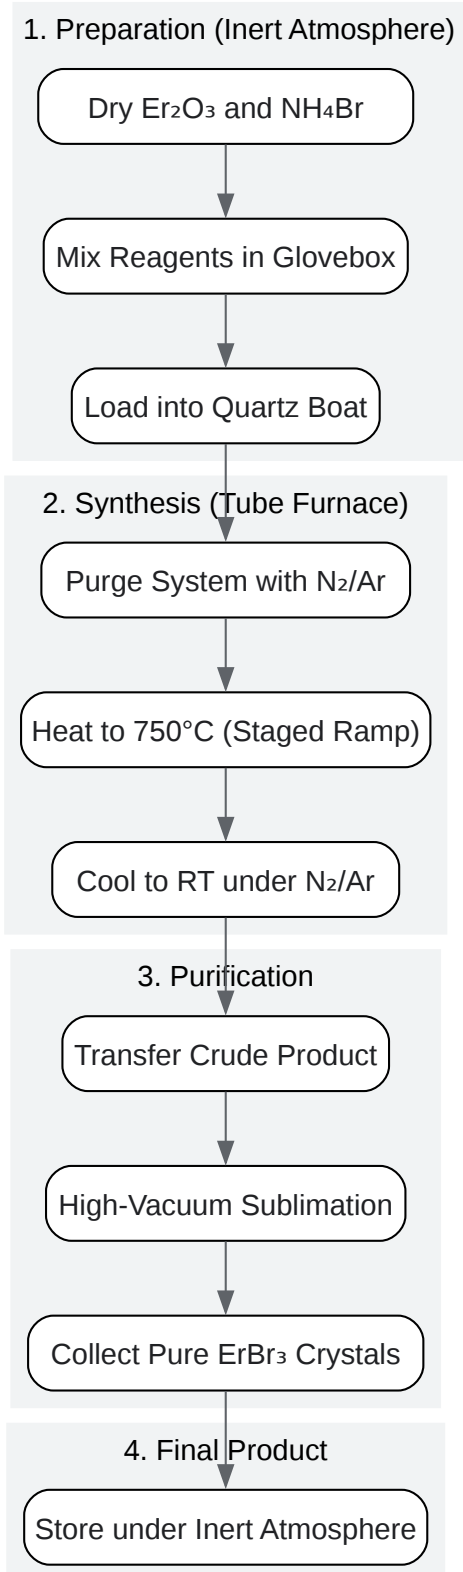 1. Preparation (Inert Atmosphere)
Dry Er₂O₃ and NH₄Br
Mix Reagents in Glovebox
Load into Quartz Boat
2. Synthesis (Tube Furnace)
Purge System with N₂/Ar
Heat to 750°C (Staged Ramp)
Cool to RT under N₂/Ar
3. Purification
Transfer Crude Product
High-Vacuum Sublimation
Collect Pure ErBr₃ Crystals
4. Final Product
Store under Inert Atmosphere